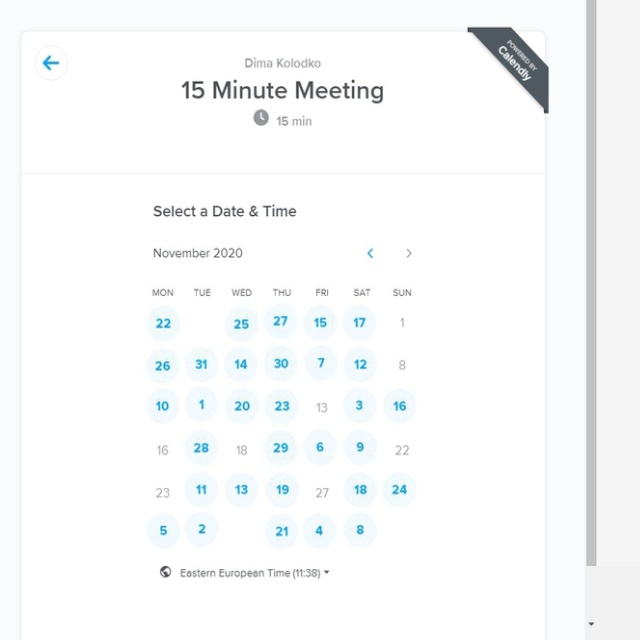 Dima Kolodko
15 Minute Meeting
15 min
POWERED BY
Calendly
Select a Date & Time
November 2020
MON TUE WED THU FRI SAT SUN
22 25 27 15 17 1
26 31 14 30 7 12 8
10 1 20 23 13 3 16
16 28 18 29 6 9 22
23 11 13 19 27 18 24
5 2 21 4 8
Eastern European Time (11:38)